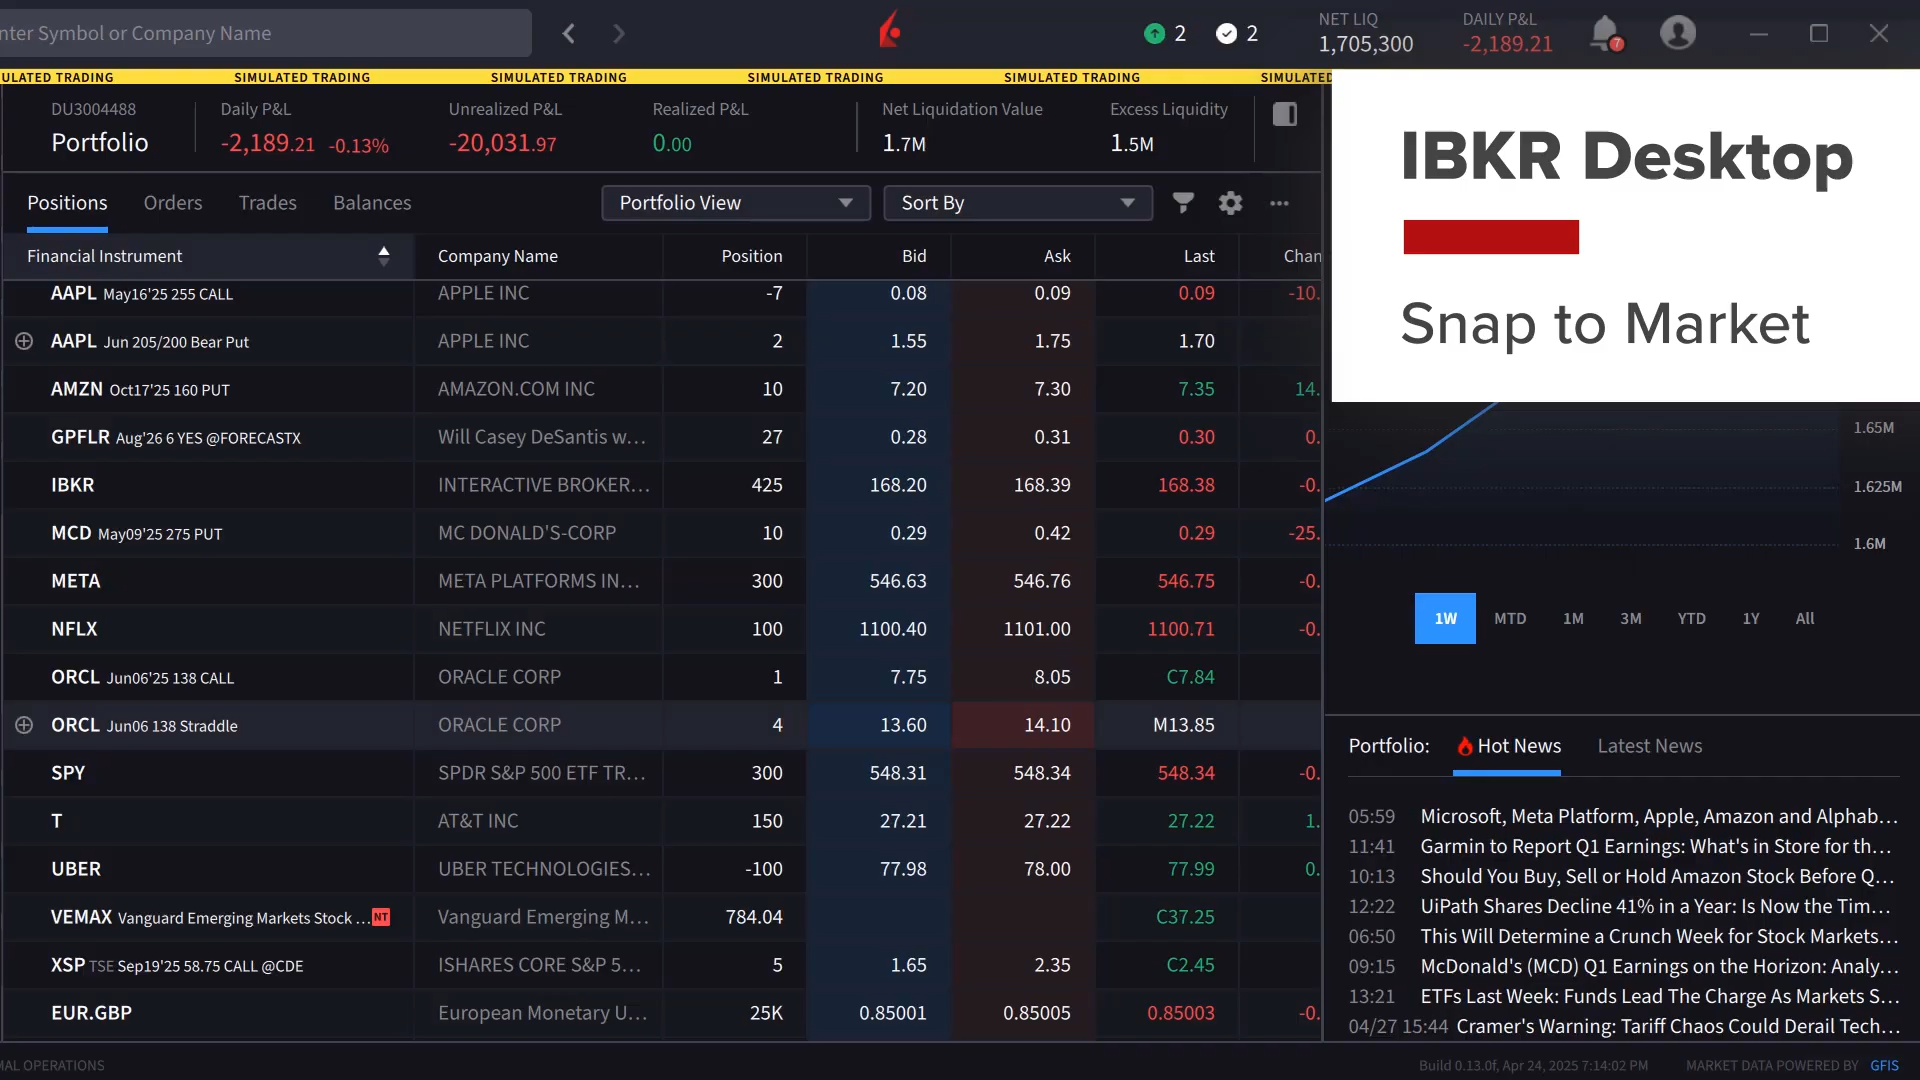 nter Symbol or Company Name
2
2
NET LIQ
1,705,300
DAILY P&L
-2,189.21
7
ULATED TRADING SIMULATED TRADING SIMULATED TRADING SIMULATED TRADING SIMULATED TRADING SIMULATED
DU3004488
Portfolio
Daily P&L
-2,189.21 -0.13%
Unrealized P&L
-20,031.97
Realized P&L
0.00
Net Liquidation Value
1.7M
Excess Liquidity
1.5M
IBKR Desktop
Snap to Market
Positions Orders Trades Balances Portfolio View Sort By
Financial Instrument Company Name Position Bid Ask Last Chan
AAPL May16'25 255 CALL APPLE INC -7 0.08 0.09 0.09 -10.
AAPL Jun 205/200 Bear Put APPLE INC 2 1.55 1.75 1.70
AMZN Oct17'25 160 PUT AMAZON.COM INC 10 7.20 7.30 7.35 14.
GPFLR Aug'26 6 YES @FORECASTX Will Casey DeSantis w... 27 0.28 0.31 0.30 0.
IBKR INTERACTIVE BROKER... 425 168.20 168.39 168.38 -0.
MCD May09'25 275 PUT MC DONALD'S-CORP 10 0.29 0.42 0.29 -25.
META META PLATFORMS IN... 300 546.63 546.76 546.75 -0.
NFLX NETFLIX INC 100 1100.40 1101.00 1100.71 -0.
ORCL Jun06'25 138 CALL ORACLE CORP 1 7.75 8.05 C7.84
ORCL Jun06 138 Straddle ORACLE CORP 4 13.60 14.10 M13.85
SPY SPDR S&P 500 ETF TR... 300 548.31 548.34 548.34 -0.
T AT&T INC 150 27.21 27.22 27.22 1.
UBER UBER TECHNOLOGIES... -100 77.98 78.00 77.99 0.
VEMAX Vanguard Emerging Markets Stock ... NT Vanguard Emerging M... 784.04 C37.25
XSP TSE Sep19'25 58.75 CALL @CDE ISHARES CORE S&P 5... 5 1.65 2.35 C2.45
EUR.GBP European Monetary U... 25K 0.85001 0.85005 0.85003 -0.
1.65M
1.625M
1.6M
1W MTD 1M 3M YTD 1Y All
Portfolio: Hot News Latest News
05:59 Microsoft, Meta Platform, Apple, Amazon and Alphab...
11:41 Garmin to Report Q1 Earnings: What's in Store for th...
10:13 Should You Buy, Sell or Hold Amazon Stock Before Q...
12:22 UiPath Shares Decline 41% in a Year: Is Now the Tim...
06:50 This Will Determine a Crunch Week for Stock Markets...
09:15 McDonald's (MCD) Q1 Earnings on the Horizon: Analy...
13:21 ETFs Last Week: Funds Lead The Charge As Markets S...
04/27 15:44 Cramer's Warning: Tariff Chaos Could Derail Tech...
MAL OPERATIONS
Build 0.13.0f, Apr 24, 2025 7:14:02 PM MARKET DATA POWERED BY GFIS